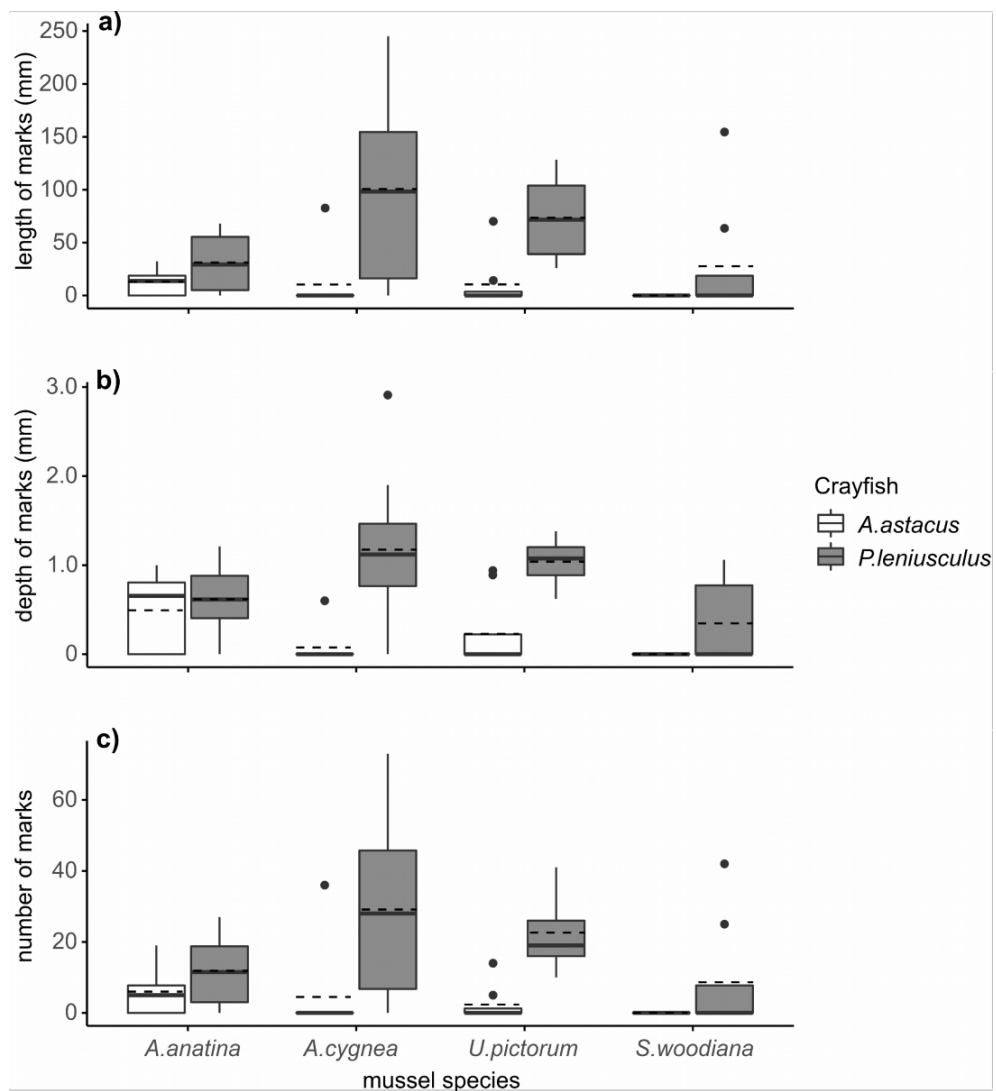 a)
length of marks (mm)
250
200
150
100
50
0
b)
depth of marks (mm)
3.0
2.0
1.0
0
c)
number of marks
60
40
20
0
A.anatina A.cygnea U.pictorum S.woodiana
mussel species
Crayfish
A.astacus
P.leniusculus